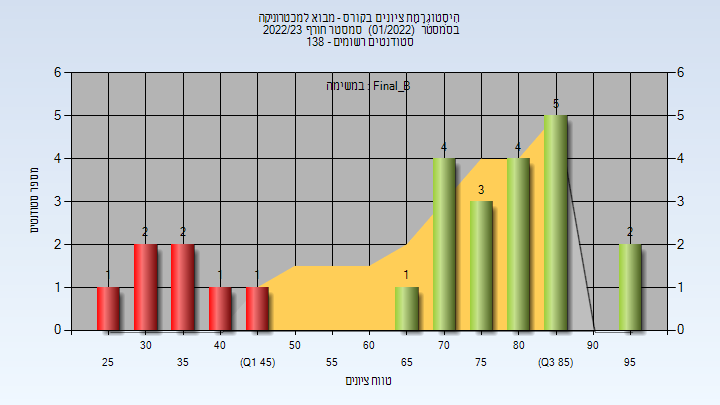 היסטוגרמת ציונים בקורס - מבוא למכטרוניקה
בסמסטר (01/2022) סמסטר חורף 2022/23
סטודנטים רשומים - 138
במשימה : Final_B
מספר סטודנטים
6 6
5 5
4 4
3 3
2 2
1 1
0 0
1 2 2 1 1 1 4 3 4 5 2
30 40 50 60 70 80 90
25 35 (Q1 45) 55 65 75 (Q3 85) 95
טווח ציונים